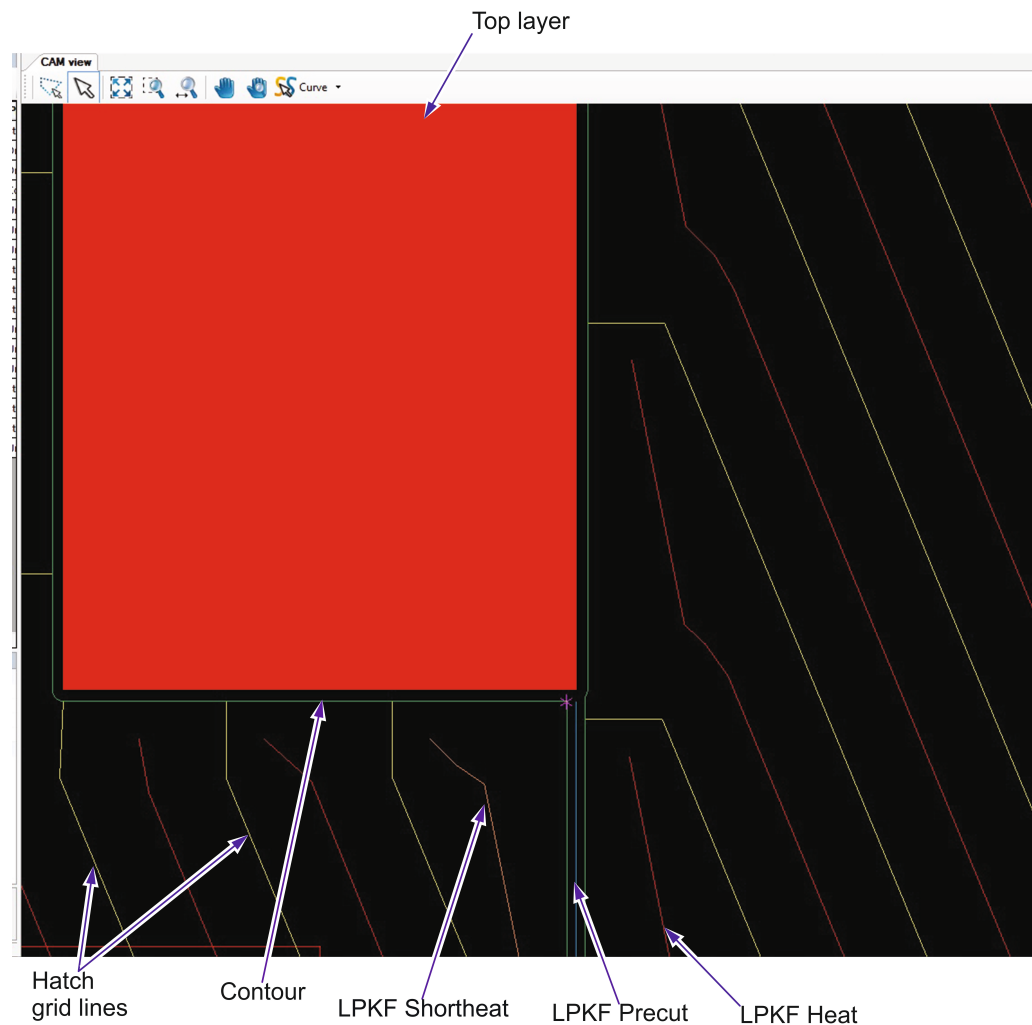 Top layer
CAM view
Curve
Hatch
grid lines
Contour
LPKF Shortheat
LPKF Precut
LPKF Heat